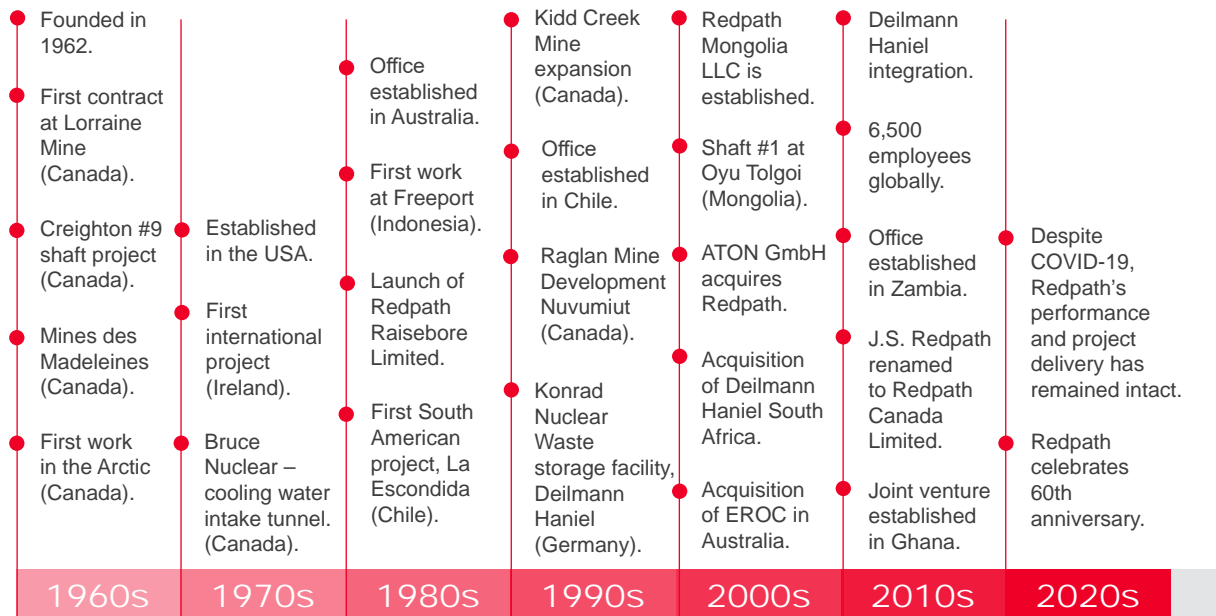 Founded in
1962.
First contract
at Lorraine
Mine
(Canada).
Creighton #9
shaft project
(Canada).
Mines des
Madeleines
(Canada).
First work
in the Arctic
(Canada).
1960s
Established
in the USA.
First
international
project
(Ireland).
Bruce
Nuclear –
cooling water
intake tunnel.
(Canada).
1970s
Office
established
in Australia.
First work
at Freeport
(Indonesia).
Launch of
Redpath
Raisebore
Limited.
First South
American
project, La
Escondida
(Chile).
1980s
Kidd Creek
Mine
expansion
(Canada).
Office
established
in Chile.
Raglan Mine
Development
Nuvumiut
(Canada).
Konrad
Nuclear
Waste
storage facility,
Deilmann
Haniel
(Germany).
1990s
Redpath
Mongolia
LLC is
established.
Shaft #1 at
Oyu Tolgoi
(Mongolia).
ATON GmbH
acquires
Redpath.
Acquisition
of Deilmann
Haniel South
Africa.
Acquisition
of EROC in
Australia.
2000s
Deilmann
Haniel
integration.
6,500
employees
globally.
Office
established
in Zambia.
J.S. Redpath
renamed
to Redpath
Canada
Limited.
Joint venture
established
in Ghana.
2010s
Despite
COVID-19,
Redpath's
performance
and project
delivery has
remained intact.
Redpath
celebrates
60th
anniversary.
2020s